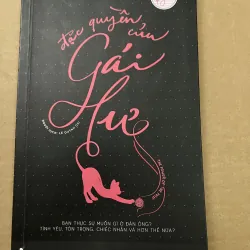 đặc quyền của
Gái
Hư
BẠN THỰC SỰ MUỐN GÌ Ở ĐÀN ÔNG?
TÌNH YÊU, TÔN TRỌNG, CHIẾC NHẪN VÀ HƠN THẾ NỮA?